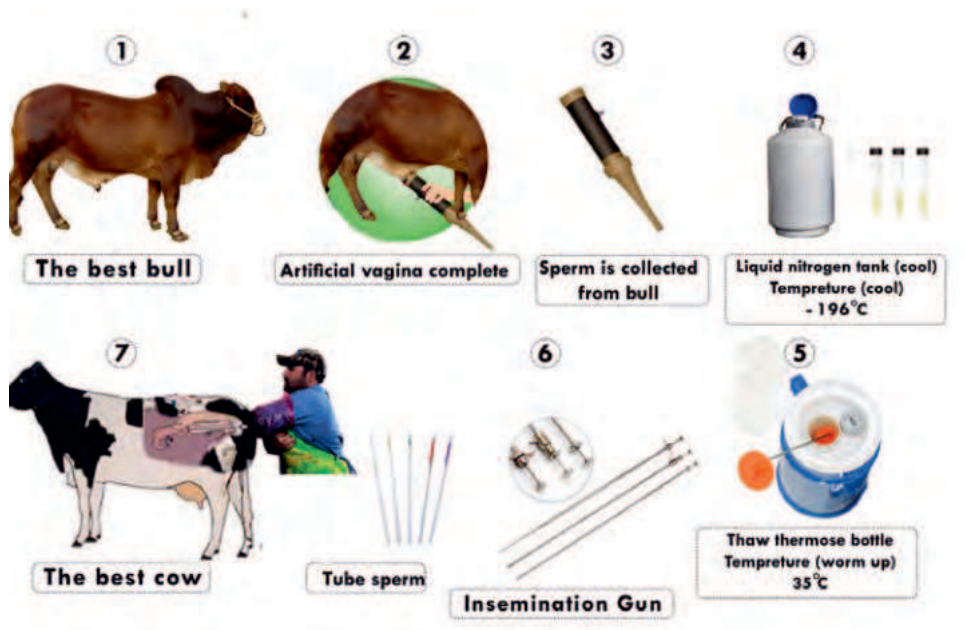 1
2
3
4
The best bull
Artificial vagina complete
Sperm is collected
from bull
Liquid nitrogen tank (cool)
Tempreture (cool)
- 196°C
7
6
5
The best cow
Tube sperm
Insemination Gun
Thaw thermose bottle
Tempreture (worm up)
35°C